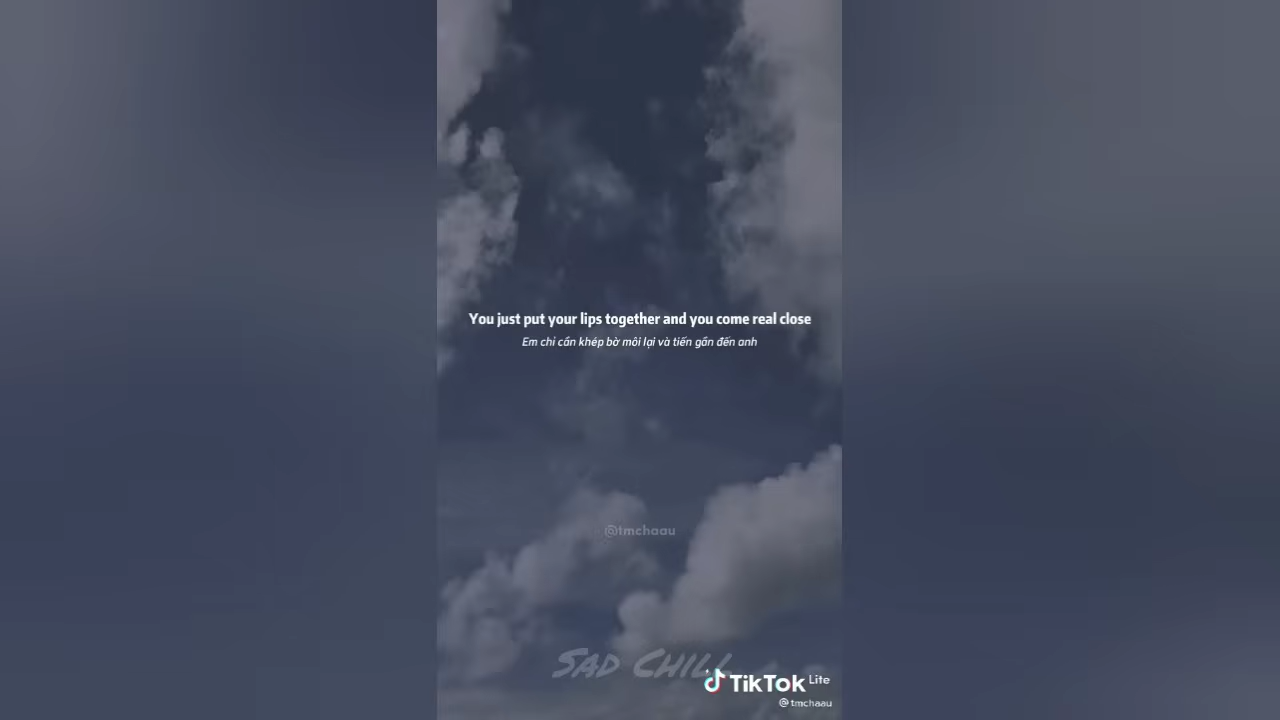 You just put your lips together and you come real close
Em chỉ cần khép bờ môi lại và tiến gần đến anh
@tmchaau
SAD CHILL
TikTok Lite
@tmchaau